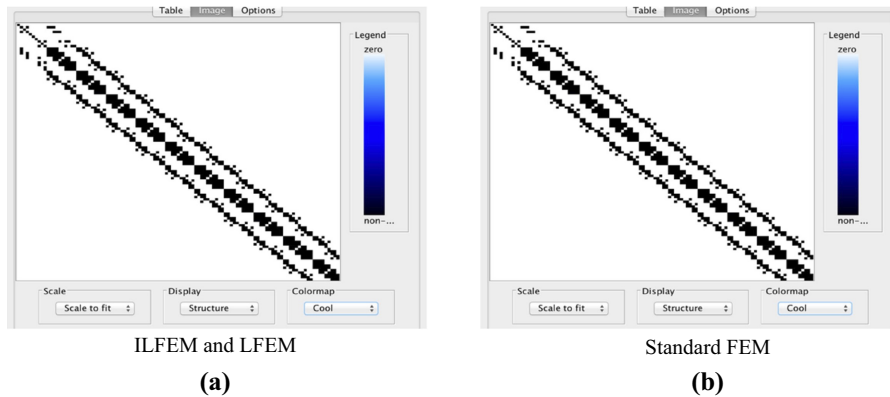 Table Image Options
Legend
zero
non-...
Scale
Scale to fit
Display
Structure
Colormap
Cool
ILFEM and LFEM
(a)
Table Image Options
Legend
zero
non-...
Scale
Scale to fit
Display
Structure
Colormap
Cool
Standard FEM
(b)